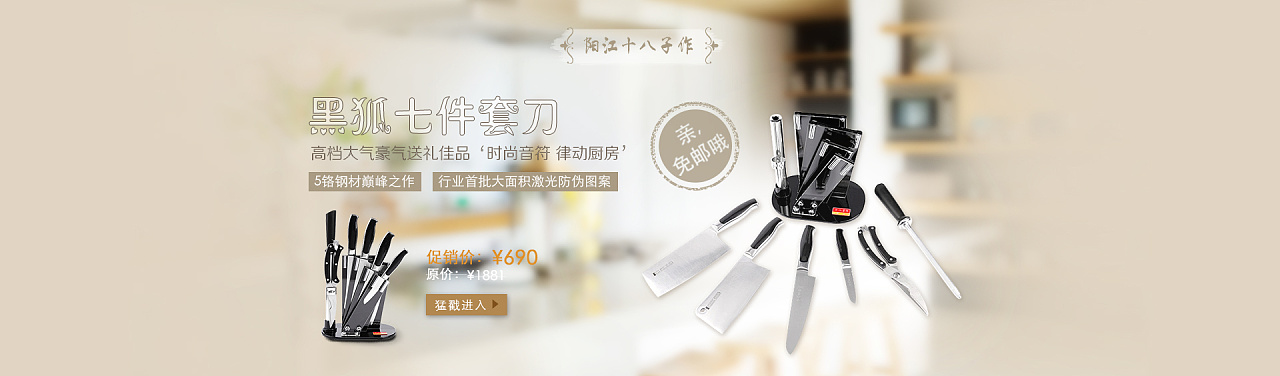 阳江十八子作
黑狐七件套刀
高档大气豪气送礼佳品‘时尚音符 律动厨房’
5铬钢材巅峰之作 行业首批大面积激光防伪图案
亲,
免邮哦
促销价：¥690
原价：¥1881
猛戳进入